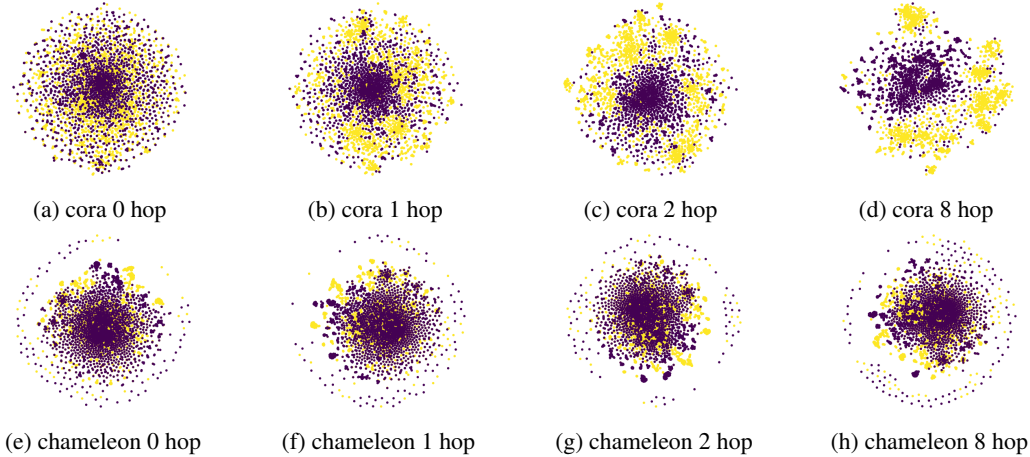 (a) cora 0 hop
(b) cora 1 hop
(c) cora 2 hop
(d) cora 8 hop
(e) chameleon 0 hop
(f) chameleon 1 hop
(g) chameleon 2 hop
(h) chameleon 8 hop